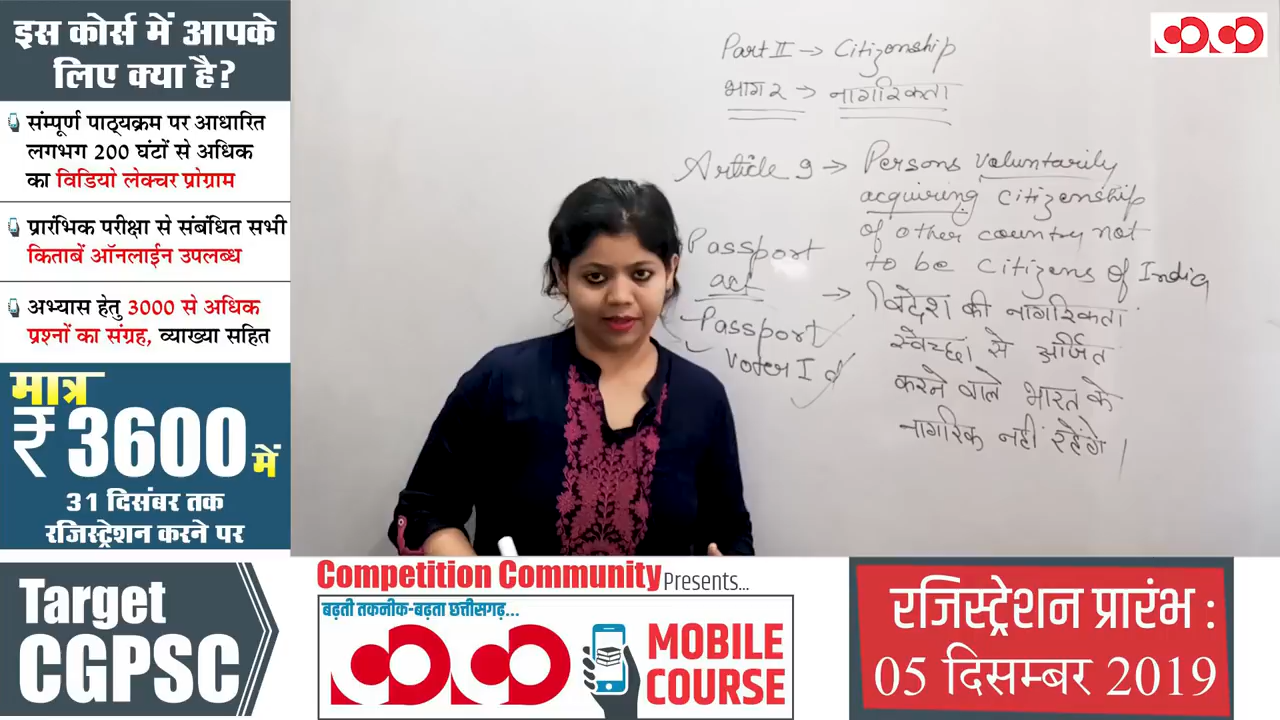 इस कोर्स में आपके
लिए क्या है?
संम्पूर्ण पाठ्यक्रम पर आधारित
लगभग 200 घंटों से अधिक
का विडियो लेक्चर प्रोग्राम
प्रारंभिक परीक्षा से संबंधित सभी
किताबें ऑनलाईन उपलब्ध
अभ्यास हेतु 3000 से अधिक
प्रश्नों का संग्रह, व्याख्या सहित
मात्र
₹ 3600 में
31 दिसंबर तक
रजिस्ट्रेशन करने पर
Target
CGPSC
Part II → Citizenship
भाग २ → नागरिकता
Article 9 → Persons voluntarily
acquiring citizenship
of other country not
to be citizens of India
Passport
act
Passport
Voter Id
→ विदेश की नागरिकता
स्वेच्छा से अर्जित
करने वाले भारत के
नागरिक नहीं रहेंगे।
Competition Community Presents...
बढ़ती तकनीक-बढ़ता छत्तीसगढ़...
MOBILE
COURSE
रजिस्ट्रेशन प्रारंभ :
05 दिसम्बर 2019